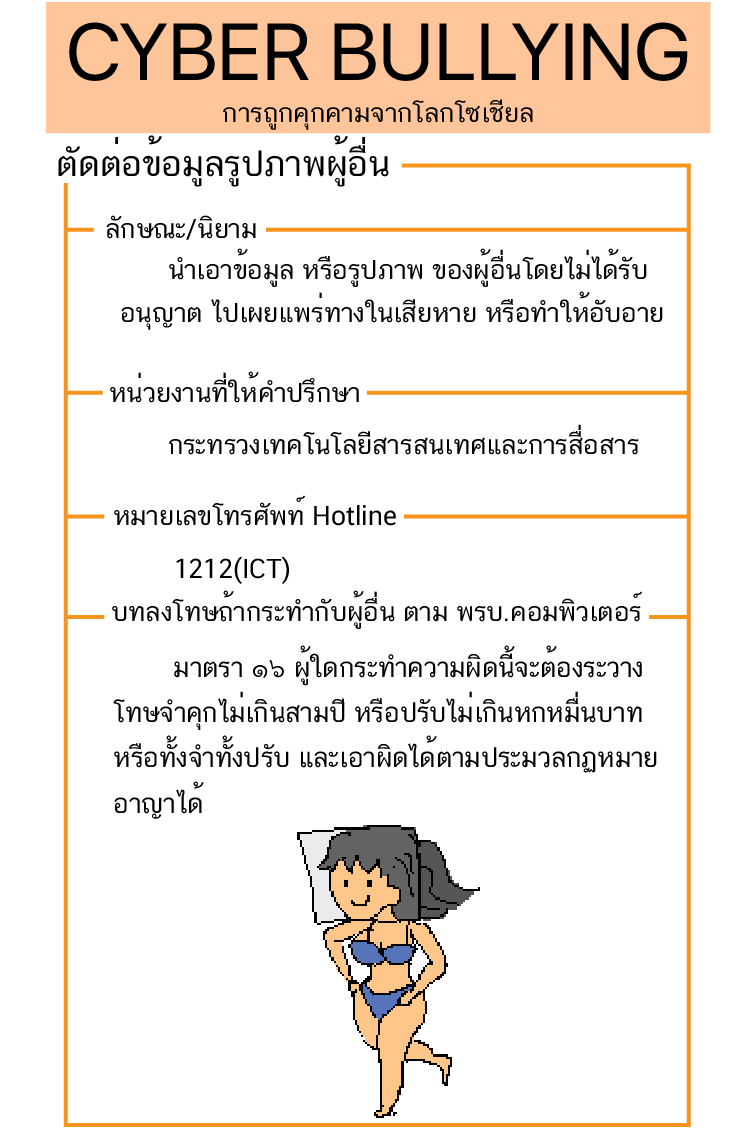 CYBER BULLYING
การถูกคุกคามจากโลกโซเชียล
ตัดต่อข้อมูลรูปภาพผู้อื่น
ลักษณะ/นิยาม
นำเอาข้อมูล หรือรูปภาพ ของผู้อื่นโดยไม่ได้รับ
อนุญาต ไปเผยแพร่ทางในเสียหาย หรือทำให้อับอาย
หน่วยงานที่ให้คำปรึกษา
กระทรวงเทคโนโลยีสารสนเทศและการสื่อสาร
หมายเลขโทรศัพท์ Hotline
1212(ICT)
บทลงโทษถ้ากระทำกับผู้อื่น ตาม พรบ.คอมพิวเตอร์
มาตรา ๑๖ ผู้ใดกระทำความผิดนี้จะต้องระวาง
โทษจำคุกไม่เกินสามปี หรือปรับไม่เกินหกหมื่นบาท
หรือทั้งจำทั้งปรับ และเอาผิดได้ตามประมวลกฏหมาย
อาญาได้